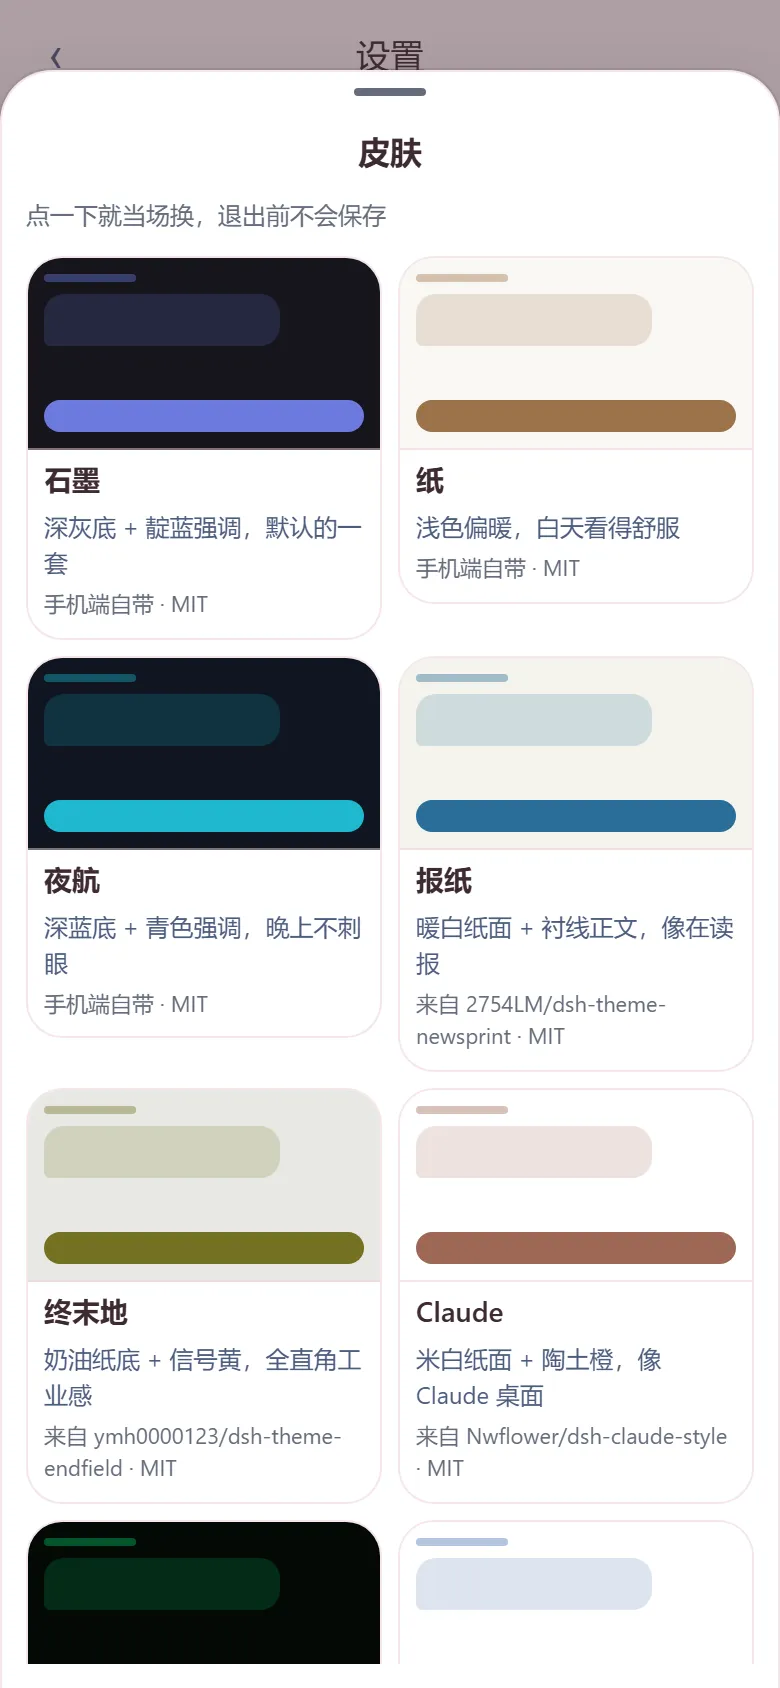 设置
皮肤
点一下就当场换，退出前不会保存
石墨
深灰底 + 靛蓝强调，默认的一
套
手机端自带 · MIT
纸
浅色偏暖，白天看得舒服
手机端自带 · MIT
夜航
深蓝底 + 青色强调，晚上不刺
眼
手机端自带 · MIT
报纸
暖白纸面 + 衬线正文，像在读
报
来自 2754LM/dsh-theme-
newsprint · MIT
终末地
奶油纸底 + 信号黄，全直角工
业感
来自 ymh0000123/dsh-theme-
endfield · MIT
Claude
米白纸面 + 陶土橙，像
Claude 桌面
来自 Nwflower/dsh-claude-style
· MIT